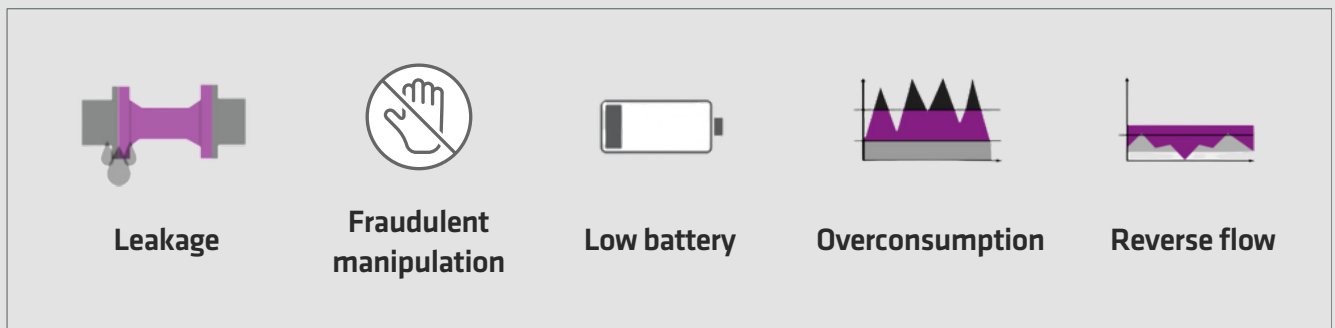 Leakage
Fraudulent
manipulation
Low battery
Overconsumption
Reverse flow